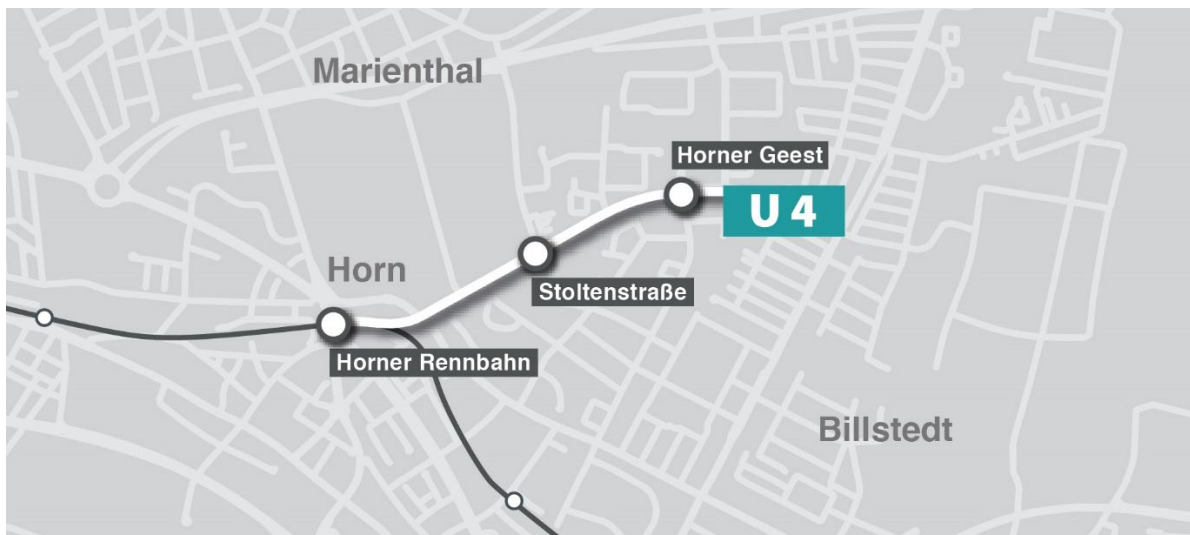 Marienthal
Horner Geest
U 4
Horn
Stoltenstraße
Horner Rennbahn
Billstedt